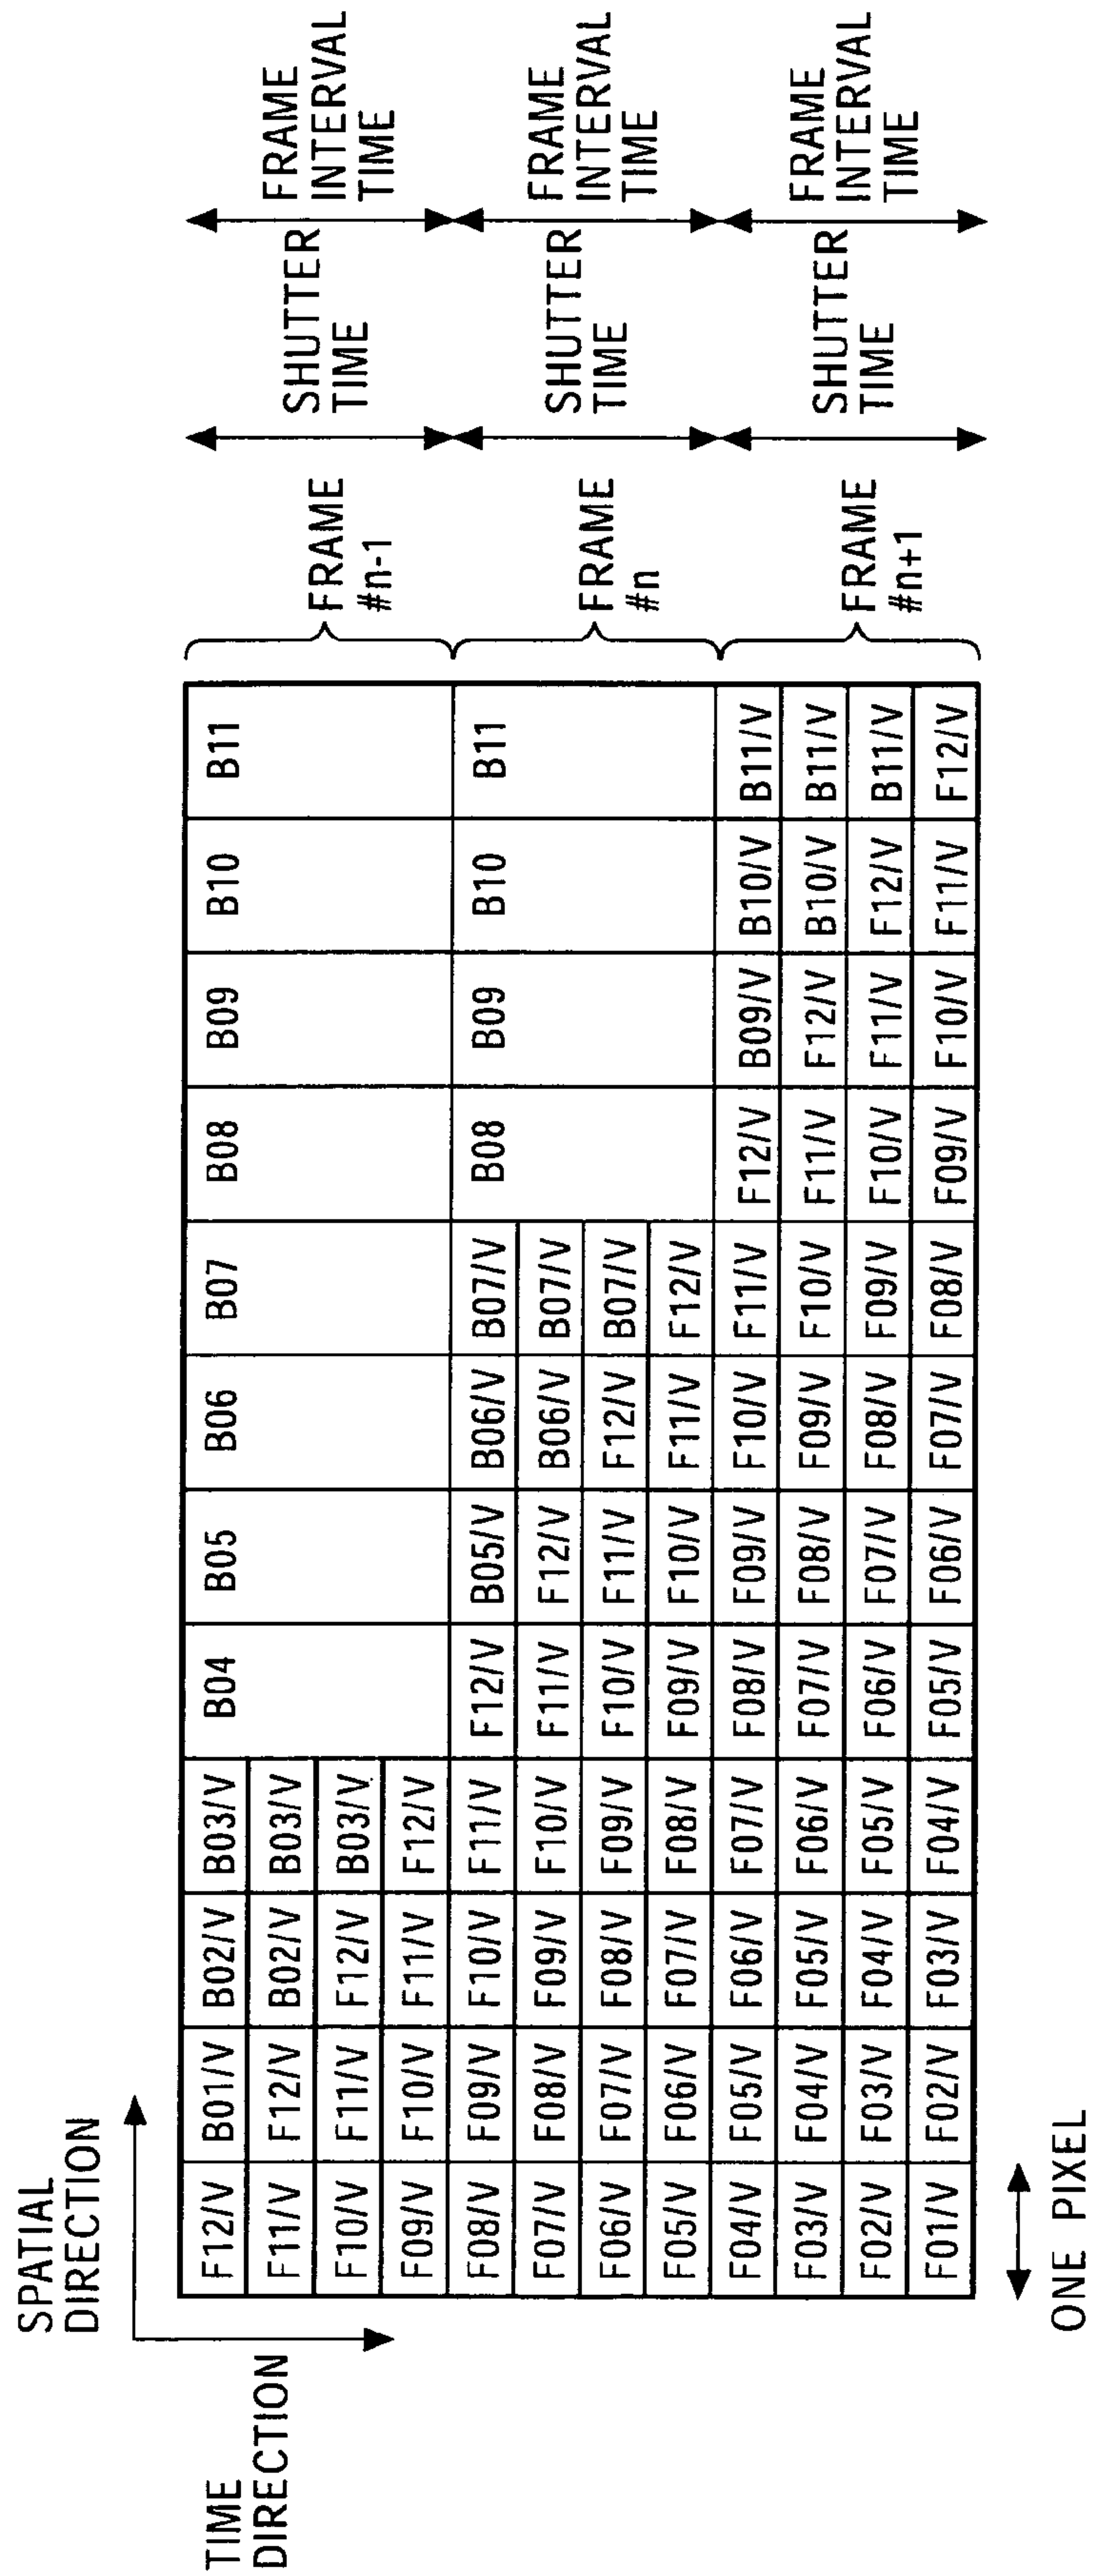 SPATIAL
DIRECTION
TIME
DIRECTION
F12/V B01/V B02/V B03/V B04 B05 B06 B07 B08 B09 B10 B11
F11/V F12/V B02/V B03/V
F10/V F11/V F12/V B03/V
F09/V F10/V F11/V F12/V
FRAME
#n-1
SHUTTER
TIME
FRAME
INTERVAL
TIME
F08/V F09/V F10/V F11/V F12/V B05/V B06/V B07/V B08 B09 B10 B11
F07/V F08/V F09/V F10/V F11/V F12/V B06/V B07/V
F06/V F07/V F08/V F09/V F10/V F11/V F12/V B07/V
F05/V F06/V F07/V F08/V F09/V F10/V F11/V F12/V
FRAME
#n
SHUTTER
TIME
FRAME
INTERVAL
TIME
F04/V F05/V F06/V F07/V F08/V F09/V F10/V F11/V F12/V B09/V B10/V B11/V
F03/V F04/V F05/V F06/V F07/V F08/V F09/V F10/V F11/V F12/V B10/V B11/V
F02/V F03/V F04/V F05/V F06/V F07/V F08/V F09/V F10/V F11/V F12/V B11/V
F01/V F02/V F03/V F04/V F05/V F06/V F07/V F08/V F09/V F10/V F11/V F12/V
FRAME
#n+1
SHUTTER
TIME
FRAME
INTERVAL
TIME
ONE PIXEL